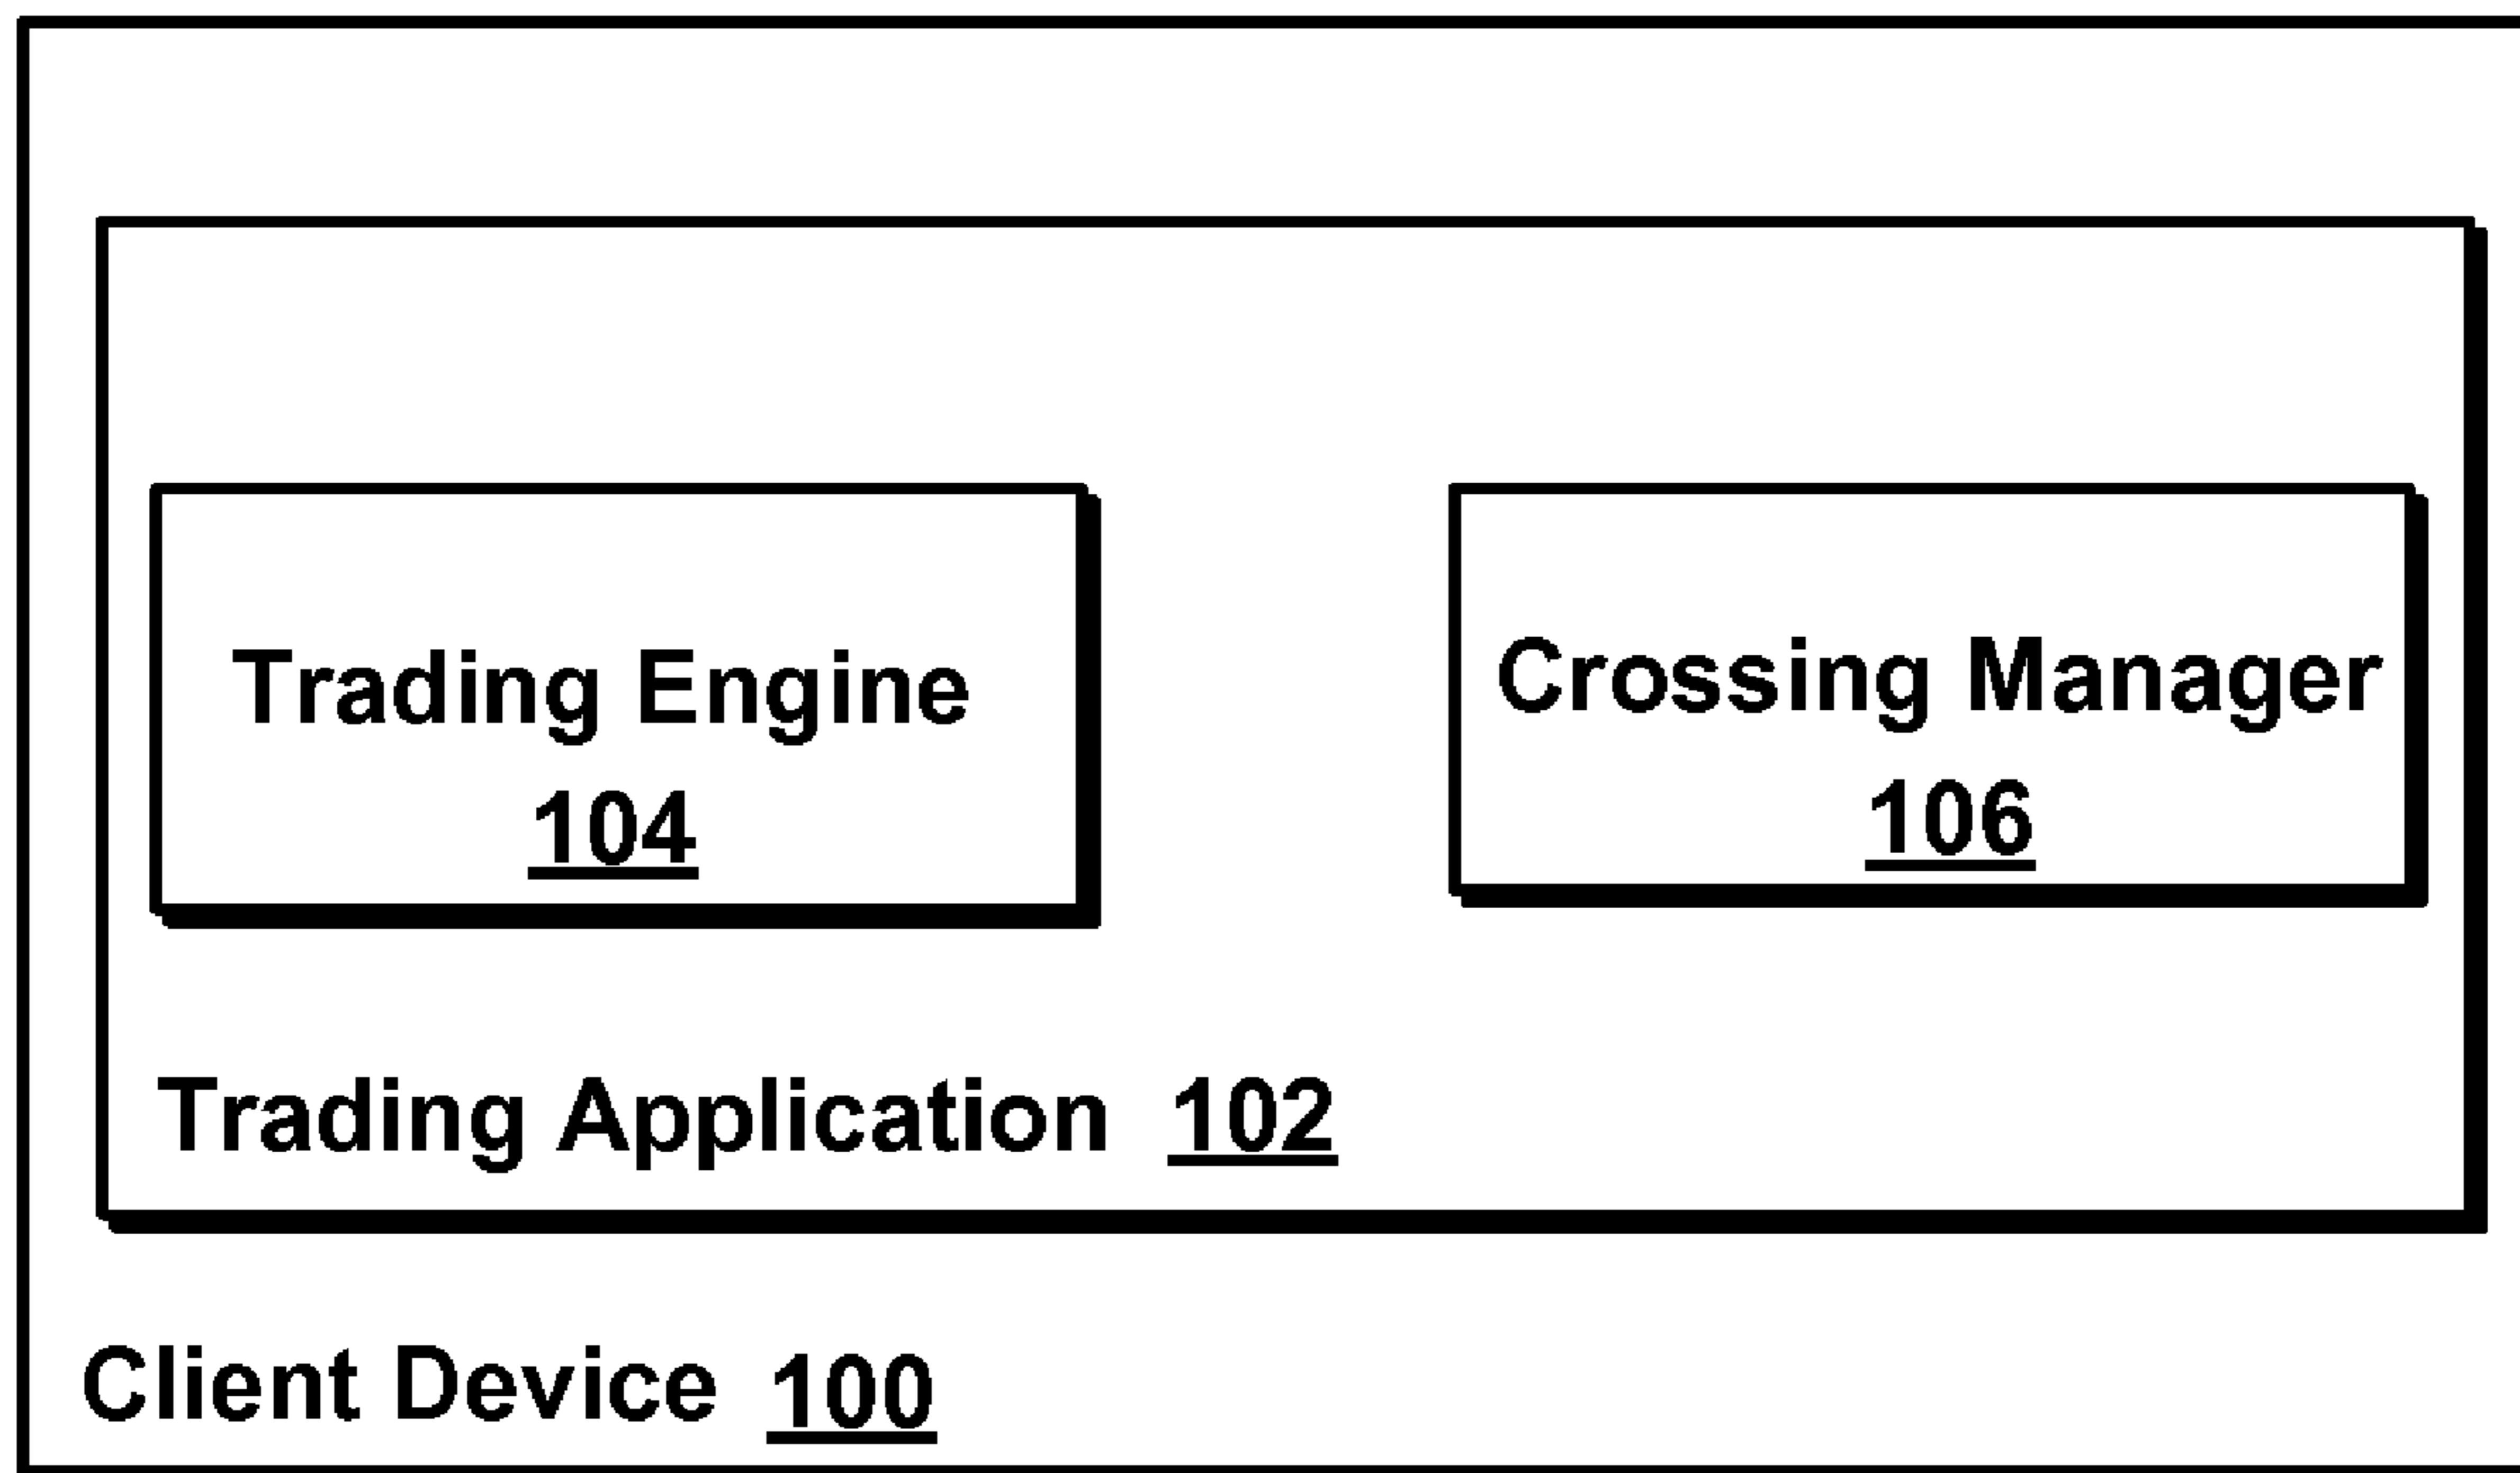 Trading Engine
104
Crossing Manager
106
Trading Application 102
Client Device 100